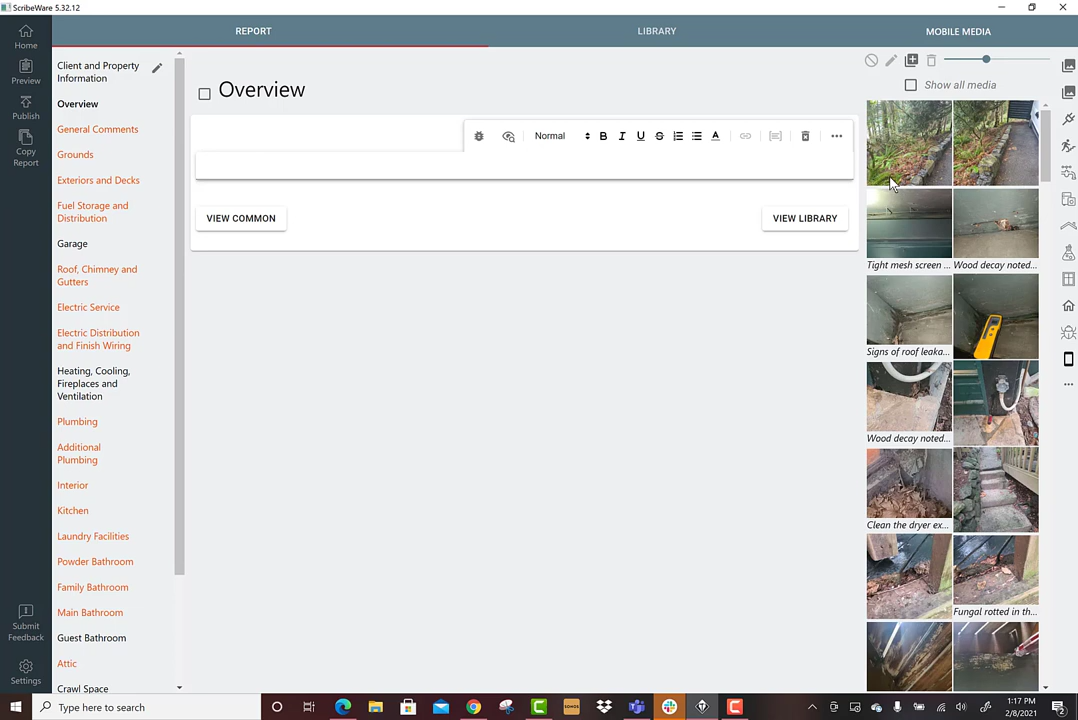 ScribeWare 5.32.12
REPORT
LIBRARY
MOBILE MEDIA
Home
Preview
Publish
Copy
Report
Submit
Feedback
Settings
Client and Property
Information
Overview
General Comments
Grounds
Exteriors and Decks
Fuel Storage and
Distribution
Garage
Roof, Chimney and
Gutters
Electric Service
Electric Distribution
and Finish Wiring
Heating, Cooling,
Fireplaces and
Ventilation
Plumbing
Additional
Plumbing
Interior
Kitchen
Laundry Facilities
Powder Bathroom
Family Bathroom
Main Bathroom
Guest Bathroom
Attic
Crawl Space
Overview
Normal
B I U S A
VIEW COMMON
VIEW LIBRARY
Show all media
Tight mesh screen ...
Wood decay noted...
Signs of roof leaka...
Wood decay noted...
Clean the dryer ex...
Fungal rotted in th...
Type here to search
SONOS
1:17 PM
2/8/2021
2